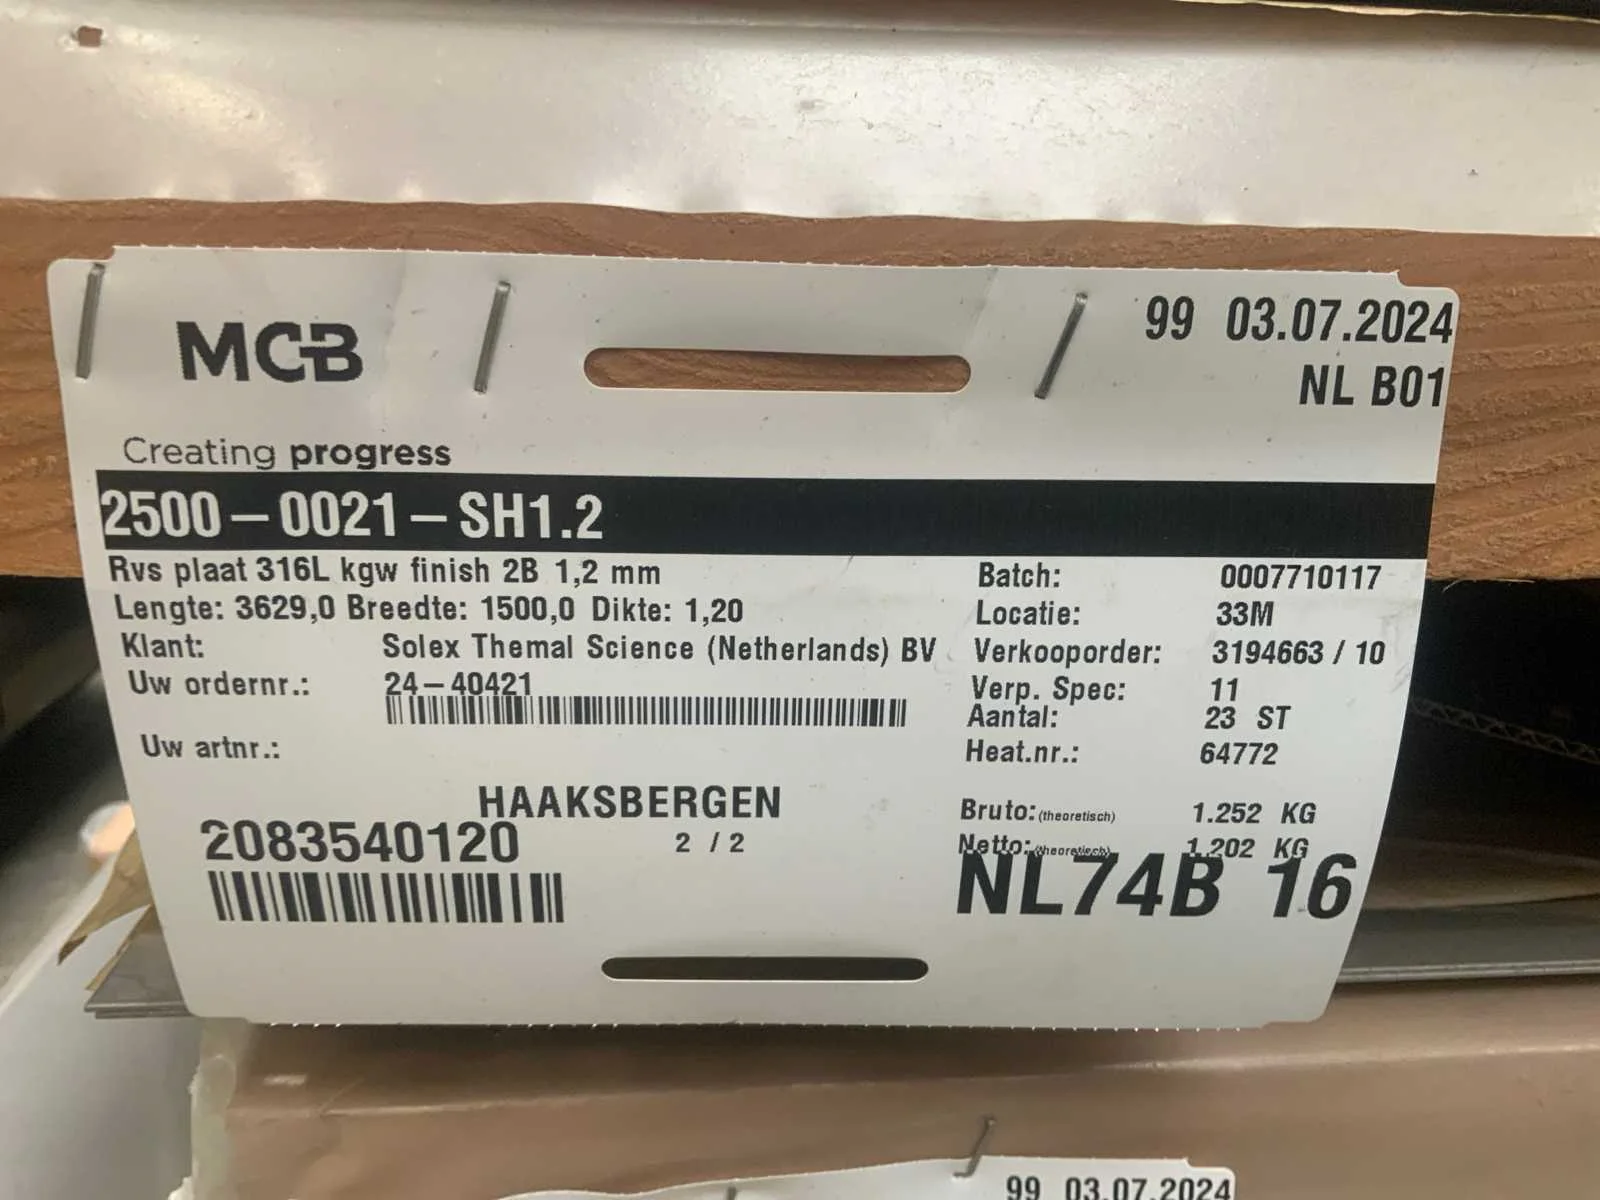 MCB
Creating progress
99 03.07.2024
NL B01
2500-0021-SH1.2
Rvs plaat 316L kgw finish 2B 1,2 mm
Lengte: 3629,0 Breedte: 1500,0 Dikte: 1,20
Klant: Solex Themal Science (Netherlands) BV
Uw ordernr.: 24-40421
Uw artnr.:
Batch: 0007710117
Locatie: 33M
Verkooporder: 3194663 / 10
Verp. Spec: 11
Aantal: 23 ST
Heat.nr.: 64772
Bruto: (theoretisch) 1.252 KG
Netto: (theoretisch) 1.202 KG
HAAKSBERGEN
2083540120 2 / 2
NL74B 16
99 03.07.2024